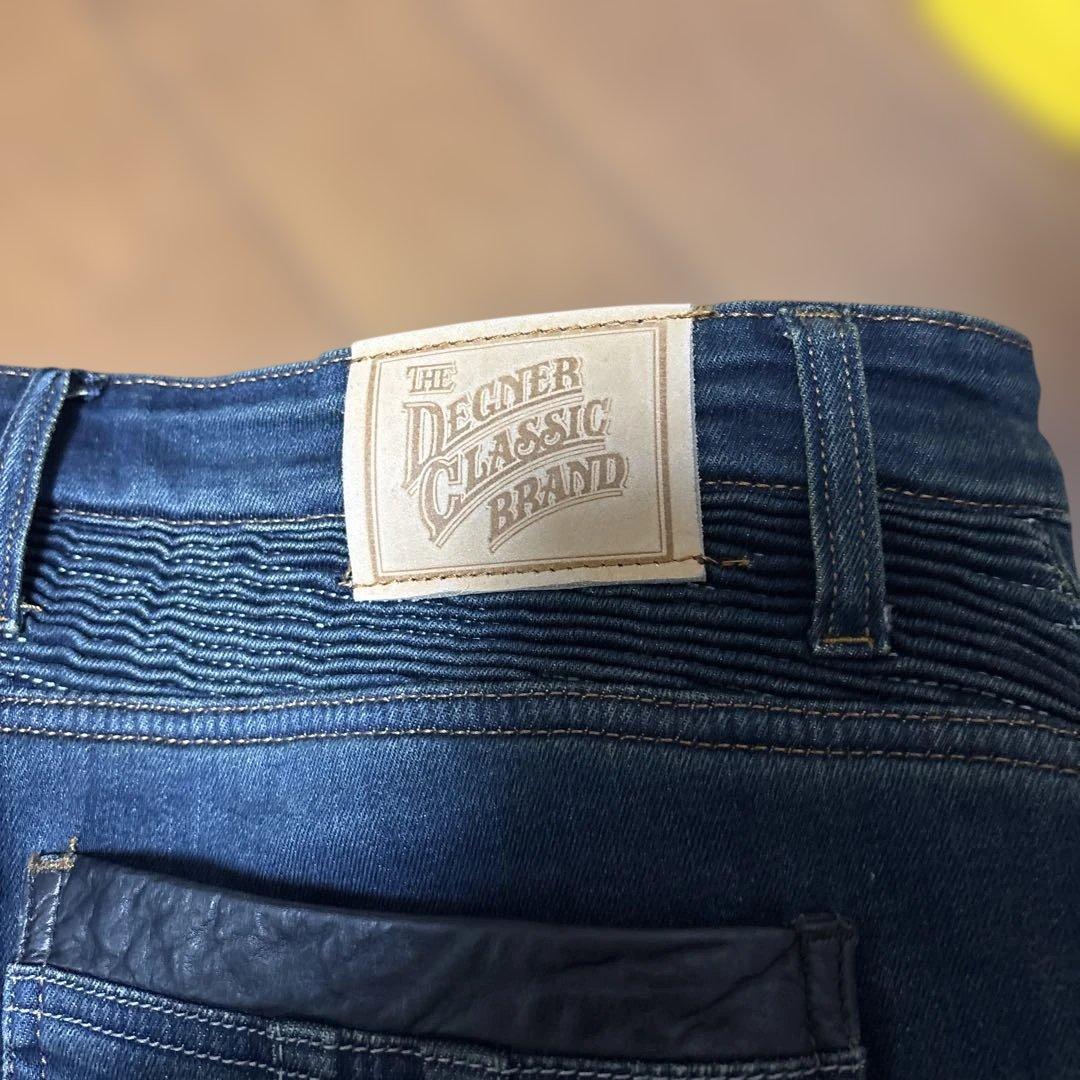 THE
DEGNER
CLASSIC
BRAND